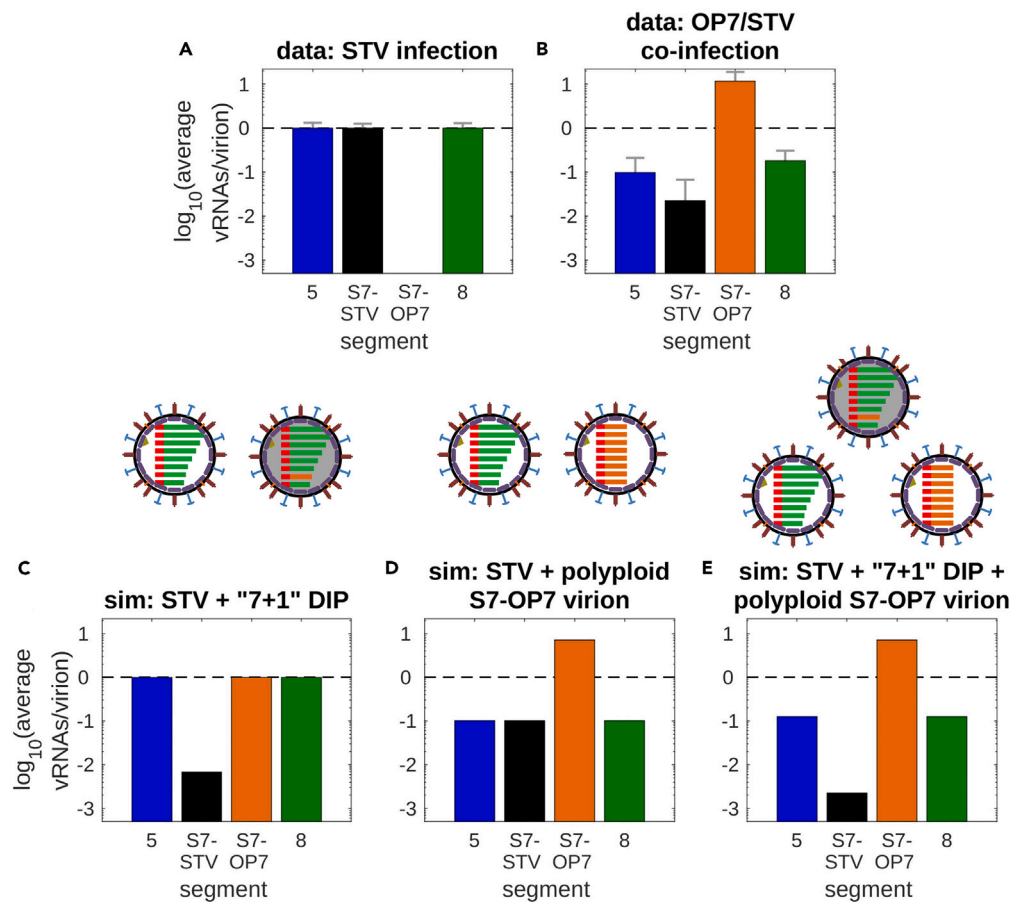 A
data: STV infection
B
data: OP7/STV
co-infection
log10(average
vRNAs/virion)
1
0
-1
-2
-3
5
S7-
STV
S7-
OP7
8
segment
1
0
-1
-2
-3
5
S7-
STV
S7-
OP7
8
segment
C
sim: STV + "7+1" DIP
D
sim: STV + polyploid
S7-OP7 virion
E
sim: STV + "7+1" DIP +
polyploid S7-OP7 virion
log10(average
vRNAs/virion)
1
0
-1
-2
-3
5
S7-
STV
S7-
OP7
8
segment
1
0
-1
-2
-3
5
S7-
STV
S7-
OP7
8
segment
1
0
-1
-2
-3
5
S7-
STV
S7-
OP7
8
segment